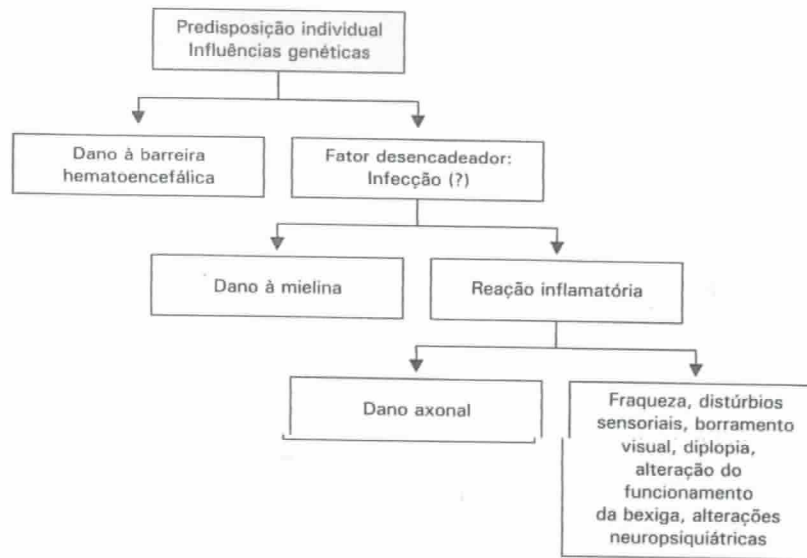 Predisposição individual
Influências genéticas
Dano à barreira
hematoencefálica
Fator desencadeador:
Infecção (?)
Dano à mielina
Reação inflamatória
Dano axonal
Fraqueza, distúrbios
sensoriais, borramento
visual, diplopia,
alteração do
funcionamento
da bexiga, alterações
neuropsiquiátricas